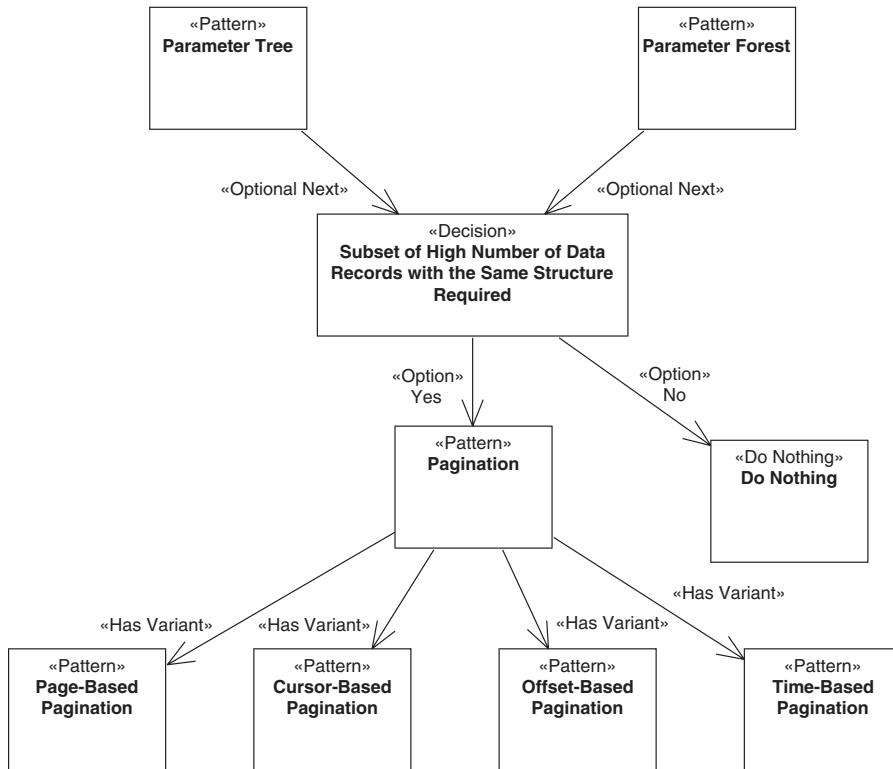 «Pattern»
Parameter Tree
«Pattern»
Parameter Forest
«Optional Next»
«Optional Next»
«Decision»
Subset of High Number of Data
Records with the Same Structure
Required
«Option»
Yes
«Option»
No
«Pattern»
Pagination
«Do Nothing»
Do Nothing
«Has Variant»
«Has Variant»
«Has Variant»
«Has Variant»
«Pattern»
Page-Based
Pagination
«Pattern»
Cursor-Based
Pagination
«Pattern»
Offset-Based
Pagination
«Pattern»
Time-Based
Pagination